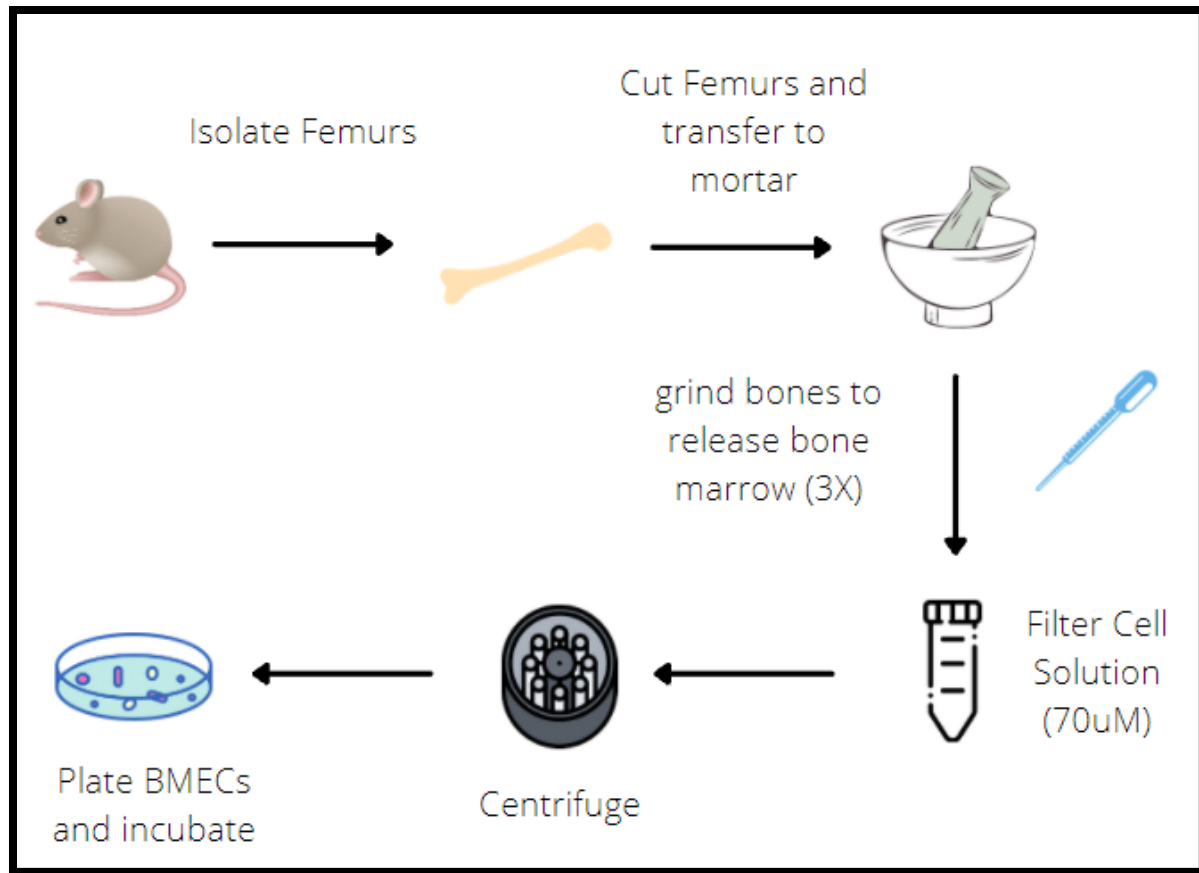 Isolate Femurs
Cut Femurs and
transfer to
mortar
grind bones to
release bone
marrow (3X)
Filter Cell
Solution
(70uM)
Centrifuge
Plate BMECs
and incubate